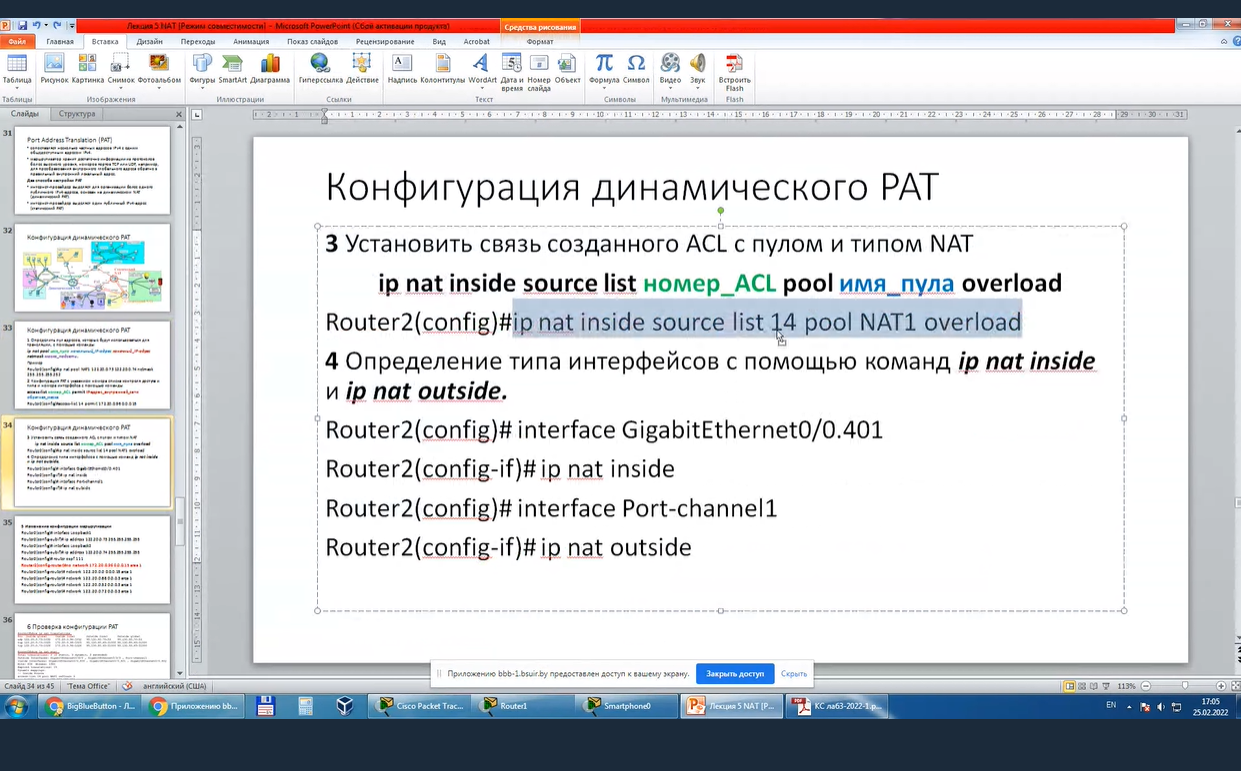 Лекция 5 NAT [Режим совместимости] - Microsoft PowerPoint (Сбой активации продукта)
Средства рисования
Файл Главная Вставка Дизайн Переходы Анимация Показ слайдов Рецензирование Вид Acrobat Формат
Таблица Рисунок Картинка Снимок Фотоальбом Фигуры SmartArt Диаграмма Гиперссылка Действие Надпись Колонтитулы WordArt Дата и время Номер слайда Объект Формула Символ Видео Звук Встроить Flash
Таблицы Изображения Иллюстрации Ссылки Текст Символы Мультимедиа Flash
Слайды Структура
31
Port Address Translation (PAT)
32
Конфигурация динамического PAT
33
Конфигурация динамического PAT
34
Конфигурация динамического PAT
35
36
6 Проверка конфигурации PAT
Конфигурация динамического PAT
3 Установить связь созданного ACL с пулом и типом NAT
ip nat inside source list номер_ACL pool имя_пула overload
Router2(config)#ip nat inside source list 14 pool NAT1 overload
4 Определение типа интерфейсов с помощью команд ip nat inside
и ip nat outside.
Router2(config)# interface GigabitEthernet0/0.401
Router2(config-if)# ip nat inside
Router2(config)# interface Port-channel1
Router2(config-if)# ip nat outside
Приложению bbb-1.bsuir.by предоставлен доступ к вашему экрану. Закрыть доступ Скрыть
Слайд 34 из 45 "Тема Office" английский (США) 113%
BigBlueButton - Л... Приложению bb... Cisco Packet Trac... Router1 Smartphone0 Лекция 5 NAT [Р... КС лаб3-2022-1.p... EN 17:05
25.02.2022